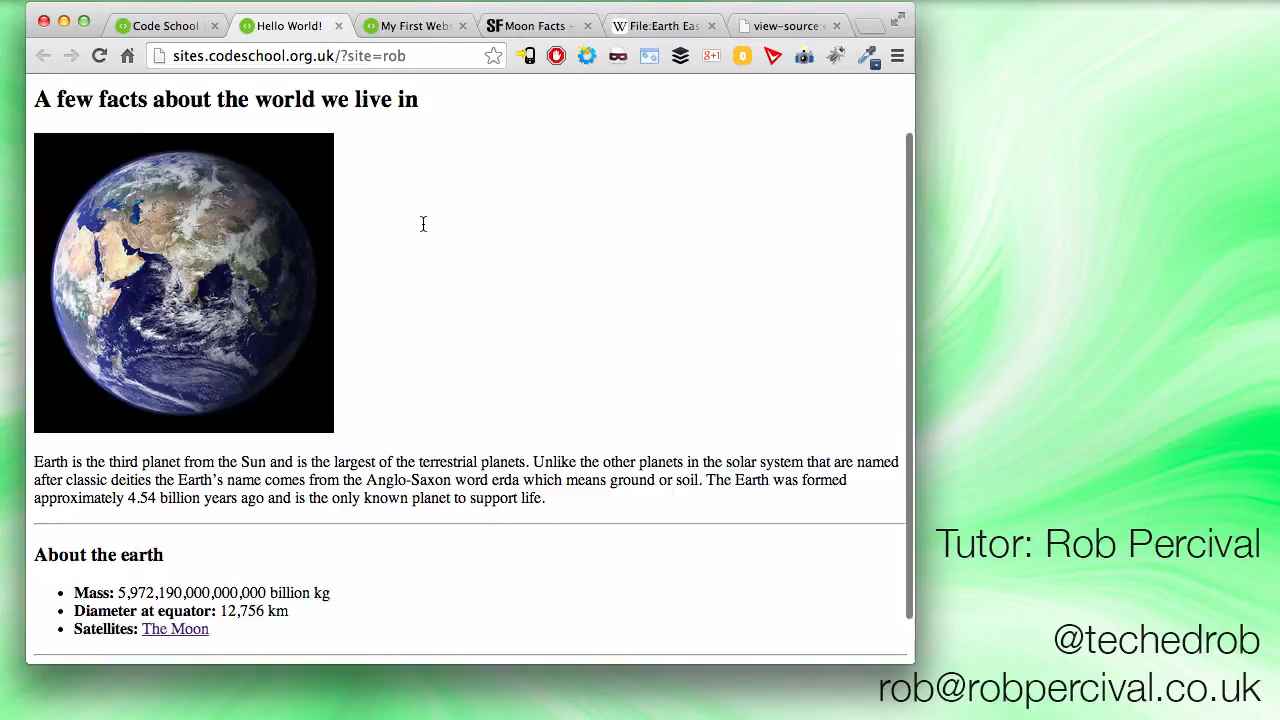 Code School
Hello World!
My First Webs
SF Moon Facts -
W File:Earth Eas
view-source:c
sites.codeschool.org.uk/?site=rob
g+1
0
A few facts about the world we live in
Earth is the third planet from the Sun and is the largest of the terrestrial planets. Unlike the other planets in the solar system that are named
after classic deities the Earth’s name comes from the Anglo-Saxon word erda which means ground or soil. The Earth was formed
approximately 4.54 billion years ago and is the only known planet to support life.
About the earth
• Mass: 5,972,190,000,000,000 billion kg
• Diameter at equator: 12,756 km
• Satellites: The Moon
Tutor: Rob Percival
@techedrob
rob@robpercival.co.uk